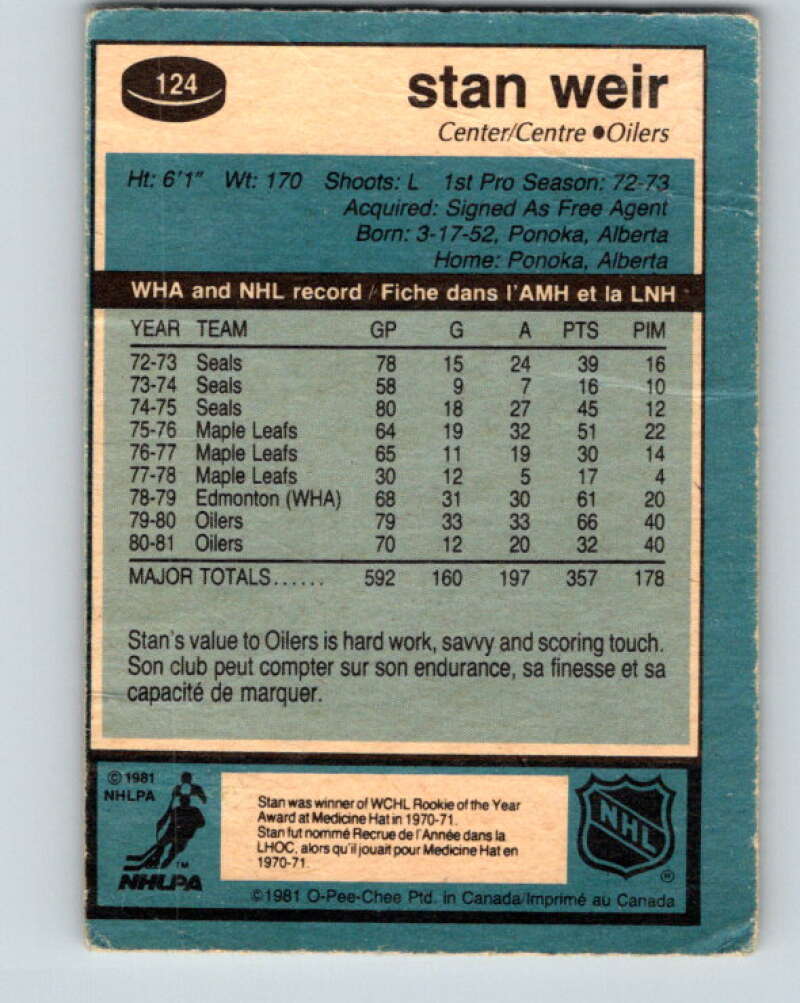 124
stan weir
Center/Centre •Oilers
Ht: 6'1" Wt: 170 Shoots: L 1st Pro Season: 72-73
Acquired: Signed As Free Agent
Born: 3-17-52, Ponoka, Alberta
Home: Ponoka, Alberta
WHA and NHL record / Fiche dans l'AMH et la LNH
YEAR TEAM GP G A PTS PIM
72-73 Seals 78 15 24 39 16
73-74 Seals 58 9 7 16 10
74-75 Seals 80 18 27 45 12
75-76 Maple Leafs 64 19 32 51 22
76-77 Maple Leafs 65 11 19 30 14
77-78 Maple Leafs 30 12 5 17 4
78-79 Edmonton (WHA) 68 31 30 61 20
79-80 Oilers 79 33 33 66 40
80-81 Oilers 70 12 20 32 40
MAJOR TOTALS...... 592 160 197 357 178
Stan's value to Oilers is hard work, savvy and scoring touch.
Son club peut compter sur son endurance, sa finesse et sa
capacité de marquer.
©1981
NHLPA
TM
NHLPA
Stan was winner of WCHL Rookie of the Year
Award at Medicine Hat in 1970-71.
Stan fut nommé Recrue de l'Année dans la
LHOC, alors qu'il jouait pour Medicine Hat en
1970-71.
NHL
®
©1981 O-Pee-Chee Ptd. in Canada/Imprimé au Canada